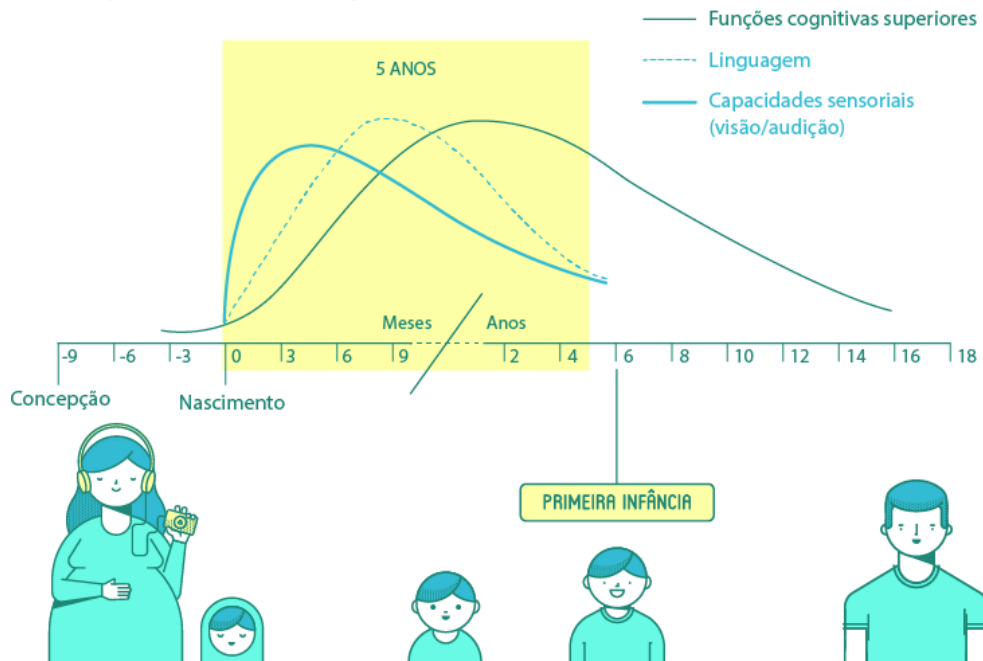 Funções cognitivas superiores
Linguagem
Capacidades sensoriais
(visão/audição)
5 ANOS
Meses
Anos
-9 -6 -3 0 3 6 9 2 4 6 8 10 12 14 16 18
Concepção
Nascimento
PRIMEIRA INFÂNCIA